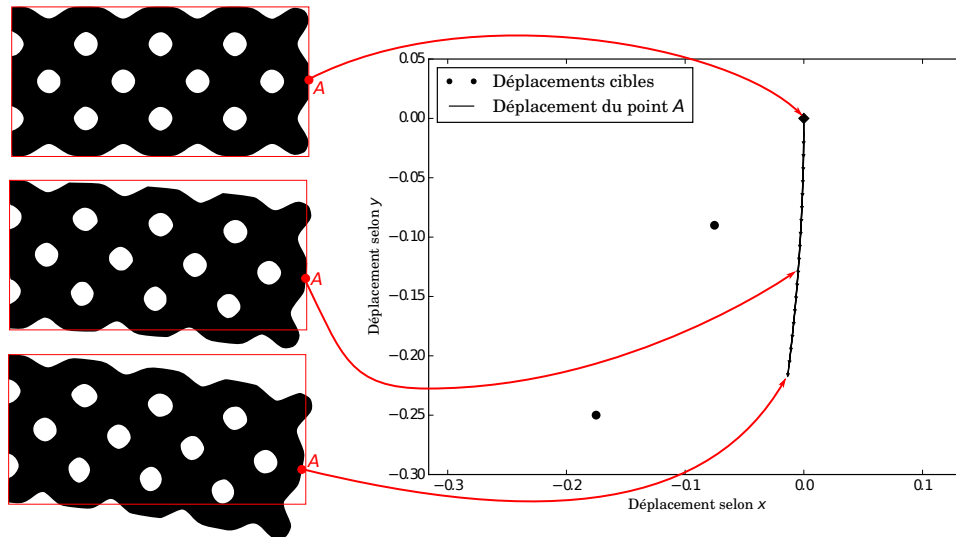 A
A
A
Déplacements cibles
Déplacement du point A
0.05
0.00
−0.05
−0.10
−0.15
−0.20
−0.25
−0.30
Déplacement selon y
−0.3
−0.2
−0.1
0.0
0.1
Déplacement selon x